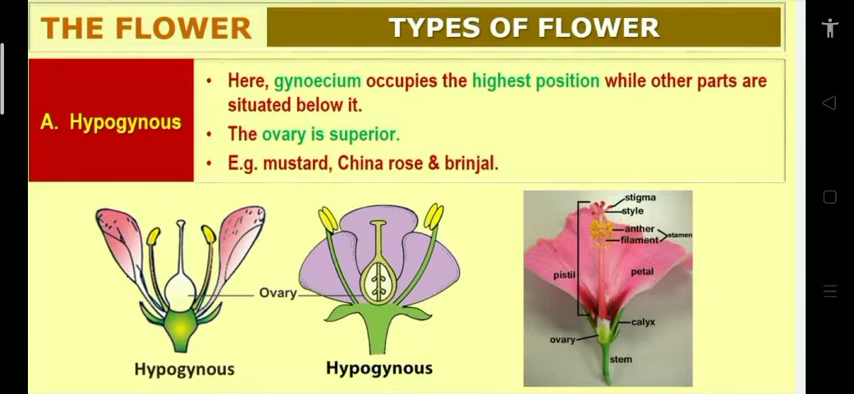 THE FLOWER
TYPES OF FLOWER
A. Hypogynous
• Here, gynoecium occupies the highest position while other parts are
situated below it.
• The ovary is superior.
• E.g. mustard, China rose & brinjal.
Ovary
Hypogynous
Hypogynous
stigma
style
anther
filament
stamen
pistil
petal
calyx
ovary
stem